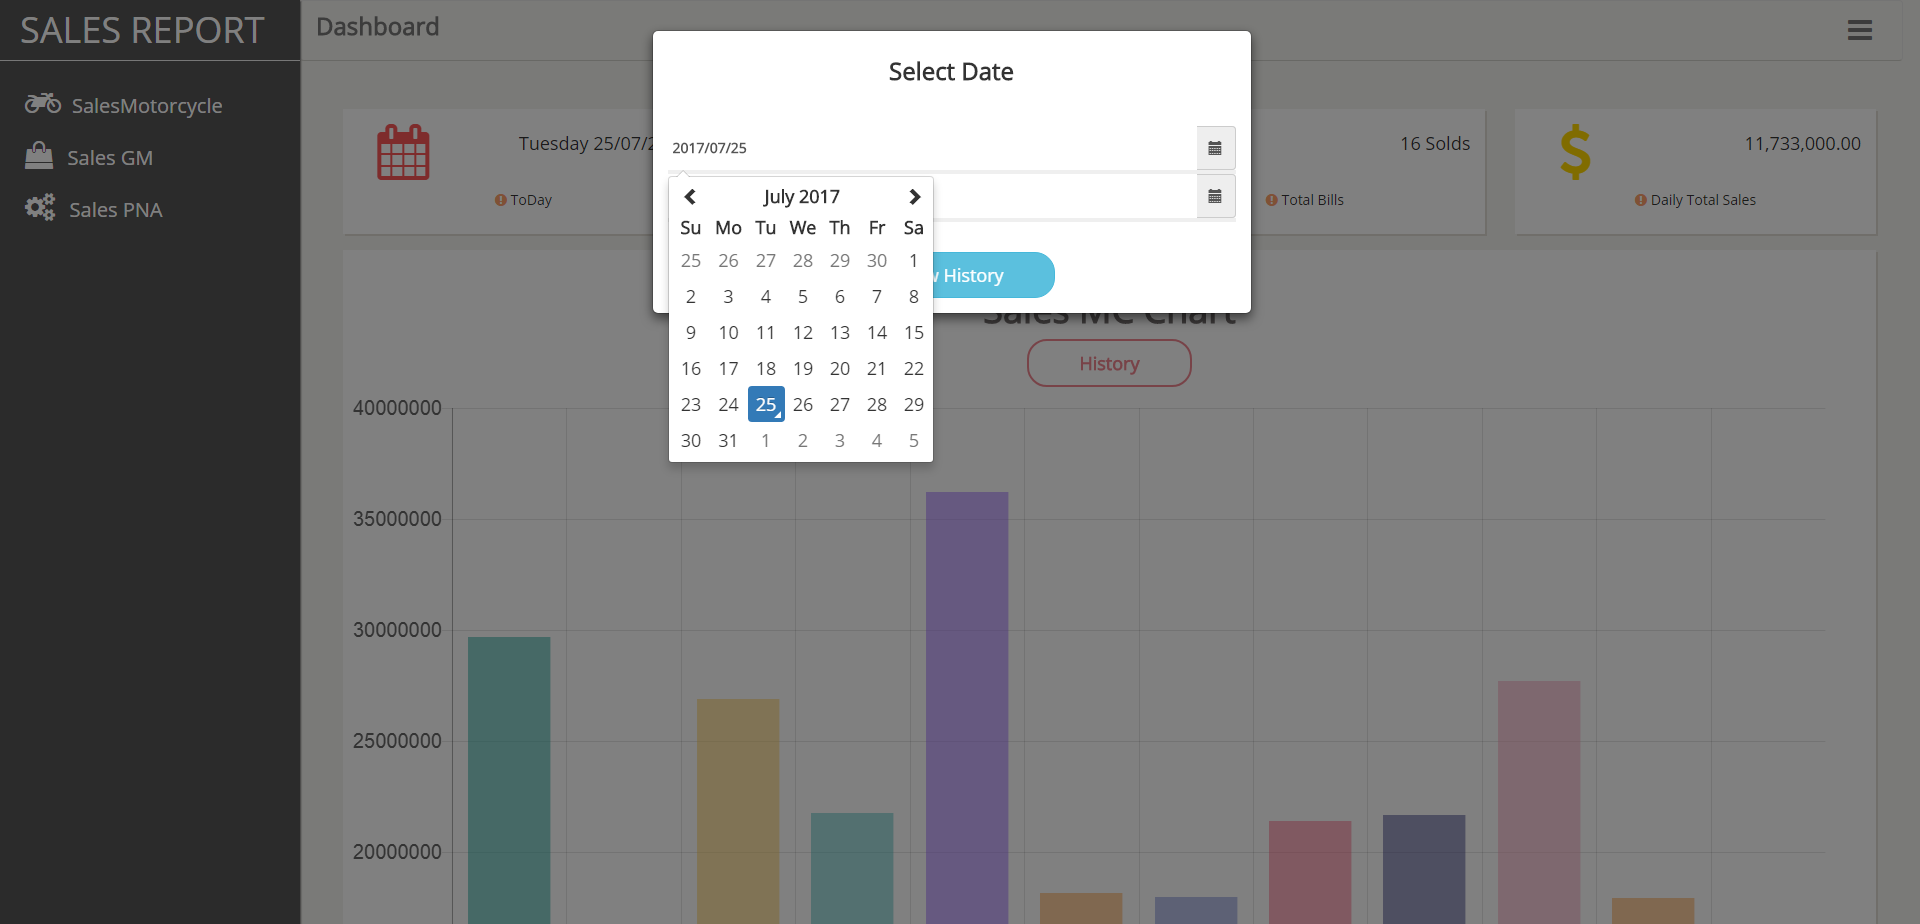 SALES REPORT
SalesMotorcycle
Sales GM
Sales PNA
Dashboard
Select Date
2017/07/25
July 2017
Su Mo Tu We Th Fr Sa
25 26 27 28 29 30 1
2 3 4 5 6 7 8
9 10 11 12 13 14 15
16 17 18 19 20 21 22
23 24 25 26 27 28 29
30 31 1 2 3 4 5
History
Tuesday 25/07/
ToDay
16 Solds
Total Bills
11,733,000.00
Daily Total Sales
Sales MC Chart
History
40000000
35000000
30000000
25000000
20000000